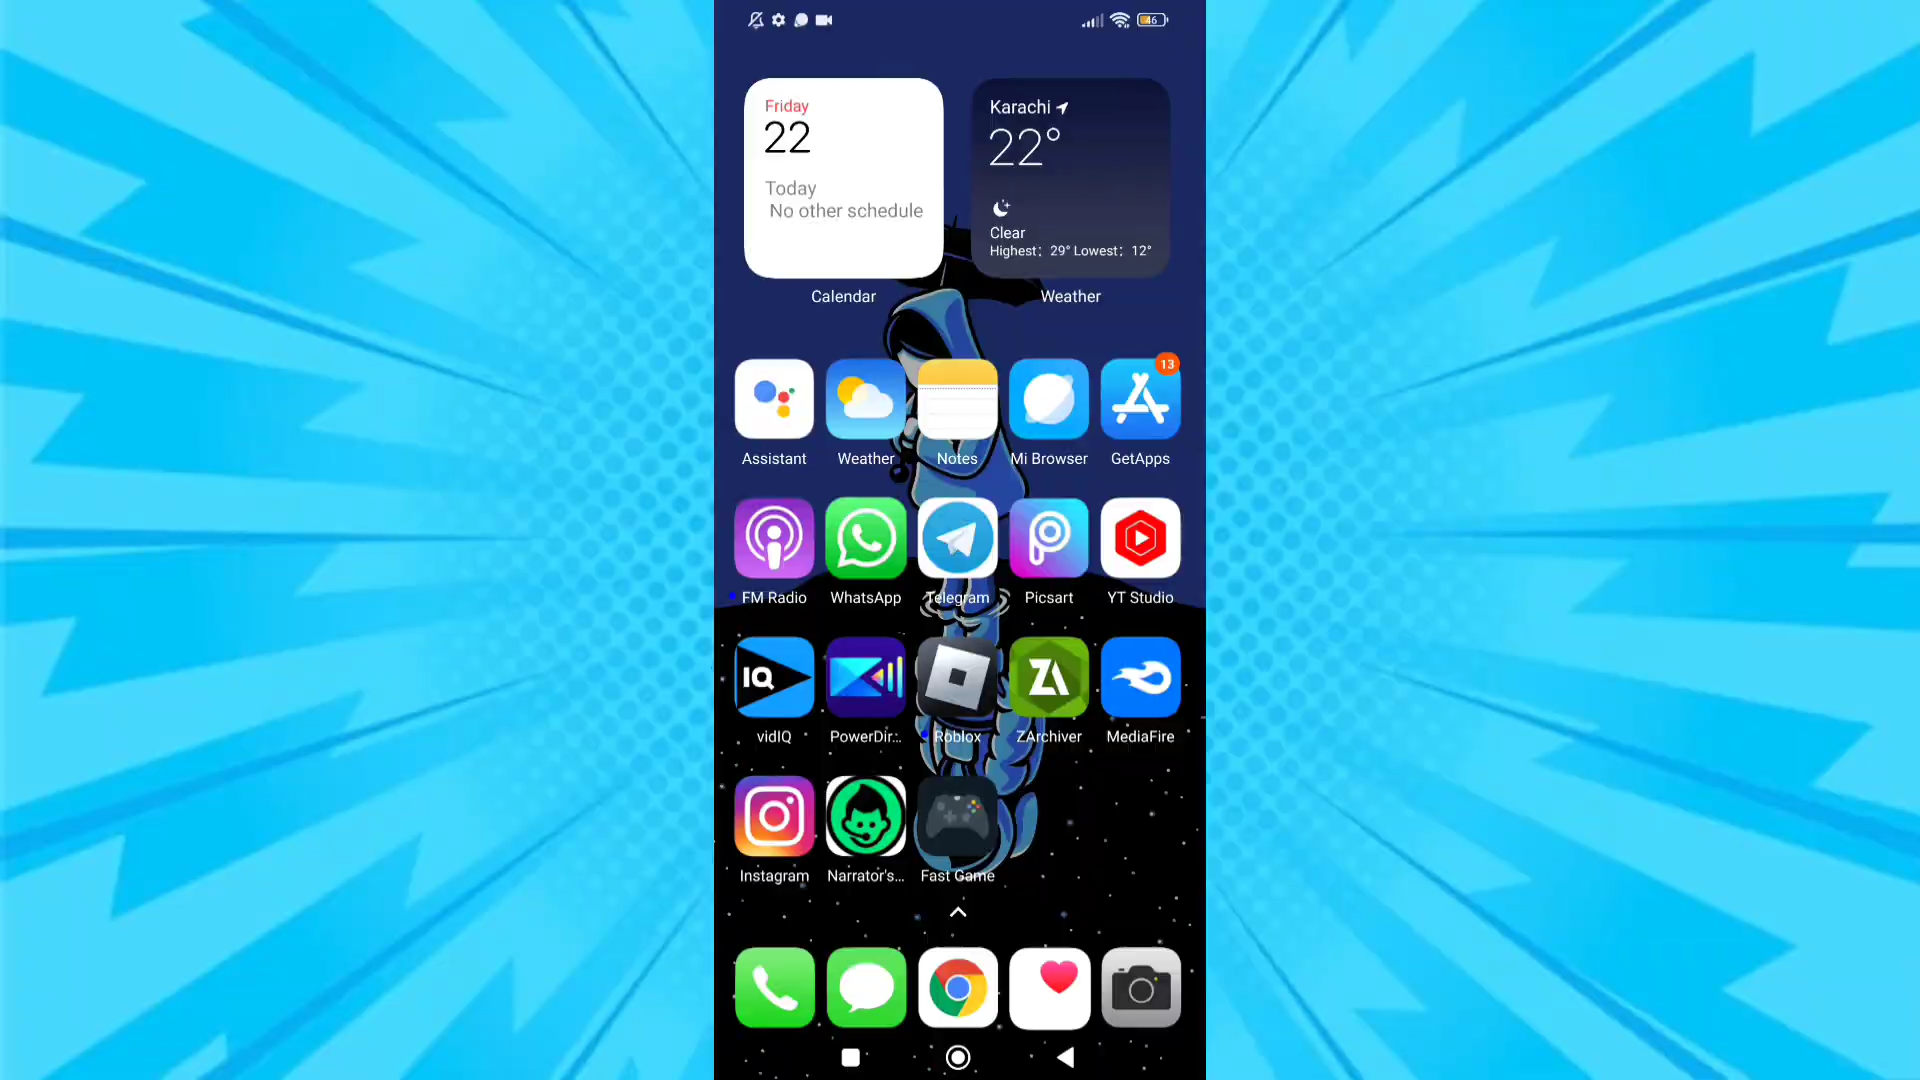 46
Friday
22
Today
No other schedule
Calendar
Karachi
22°
Clear
Highest: 29° Lowest: 12°
Weather
13
Assistant
Weather
Notes
Mi Browser
GetApps
FM Radio
WhatsApp
Telegram
Picsart
YT Studio
IQ
ZA
vidIQ
PowerDir...
Roblox
ZArchiver
MediaFire
Instagram
Narrator's...
Fast Game